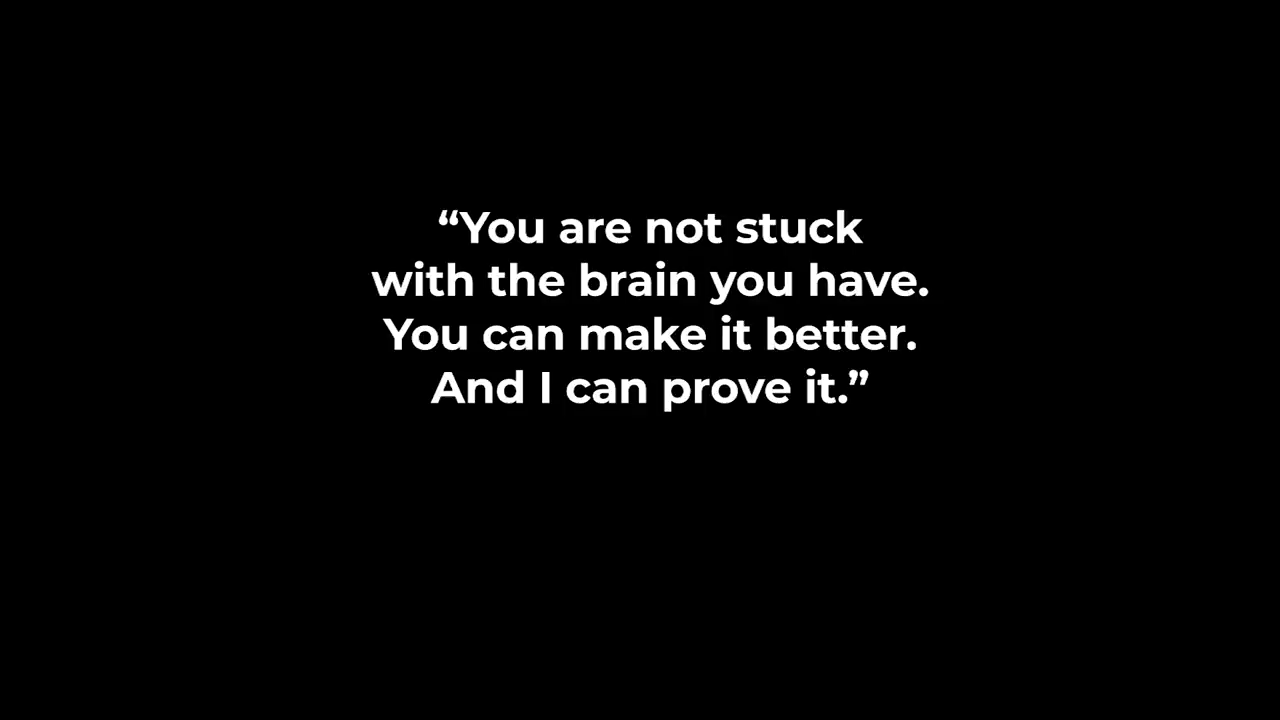 “You are not stuck
with the brain you have.
You can make it better.
And I can prove it.”